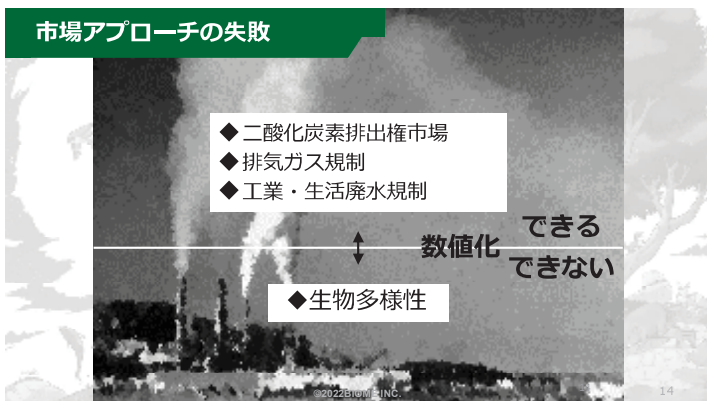 市場アプローチの失敗
◆二酸化炭素排出権市場
◆排気ガス規制
◆工業・生活廃水規制
できる
数値化
できない
◆生物多様性
©2022BIOME INC.
14